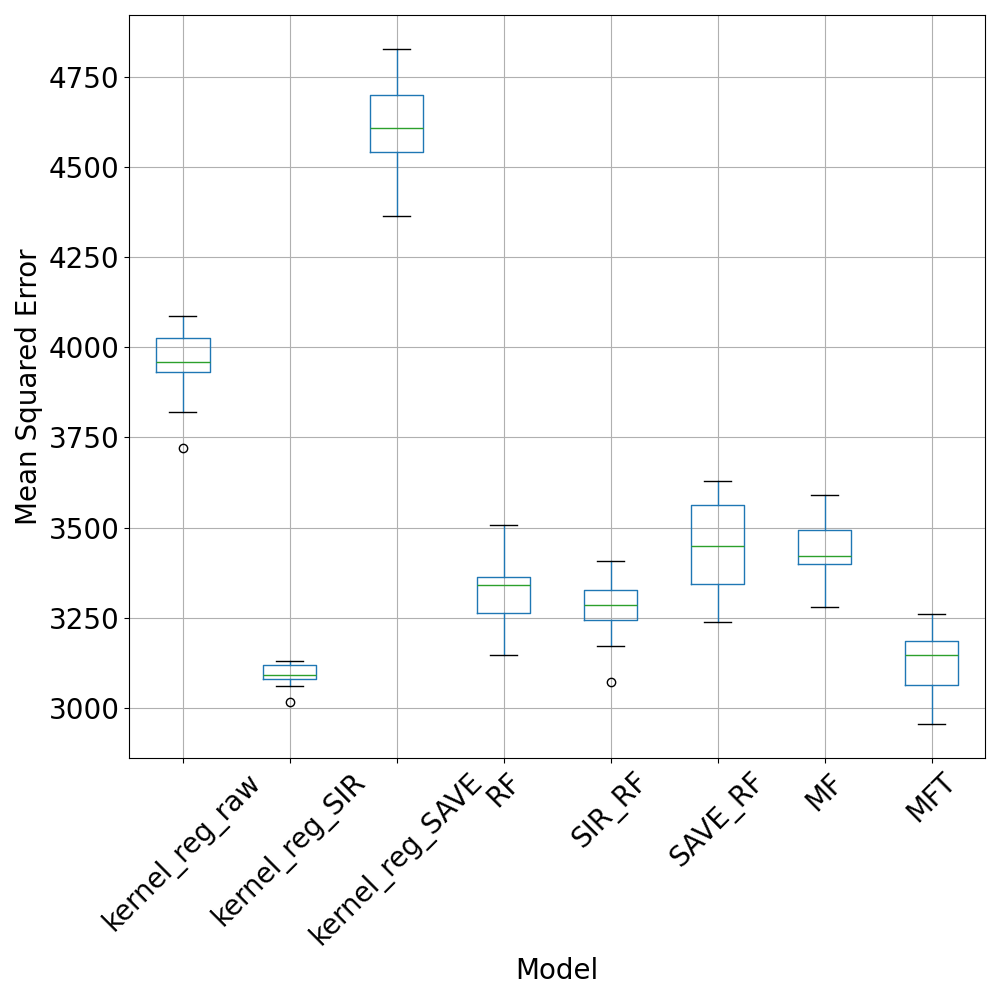 Mean Squared Error
4750
4500
4250
4000
3750
3500
3250
3000
kernel_reg_raw
kernel_reg_SIR
kernel_reg_SAVE
RF
SIR_RF
SAVE_RF
MF
MFT
Model